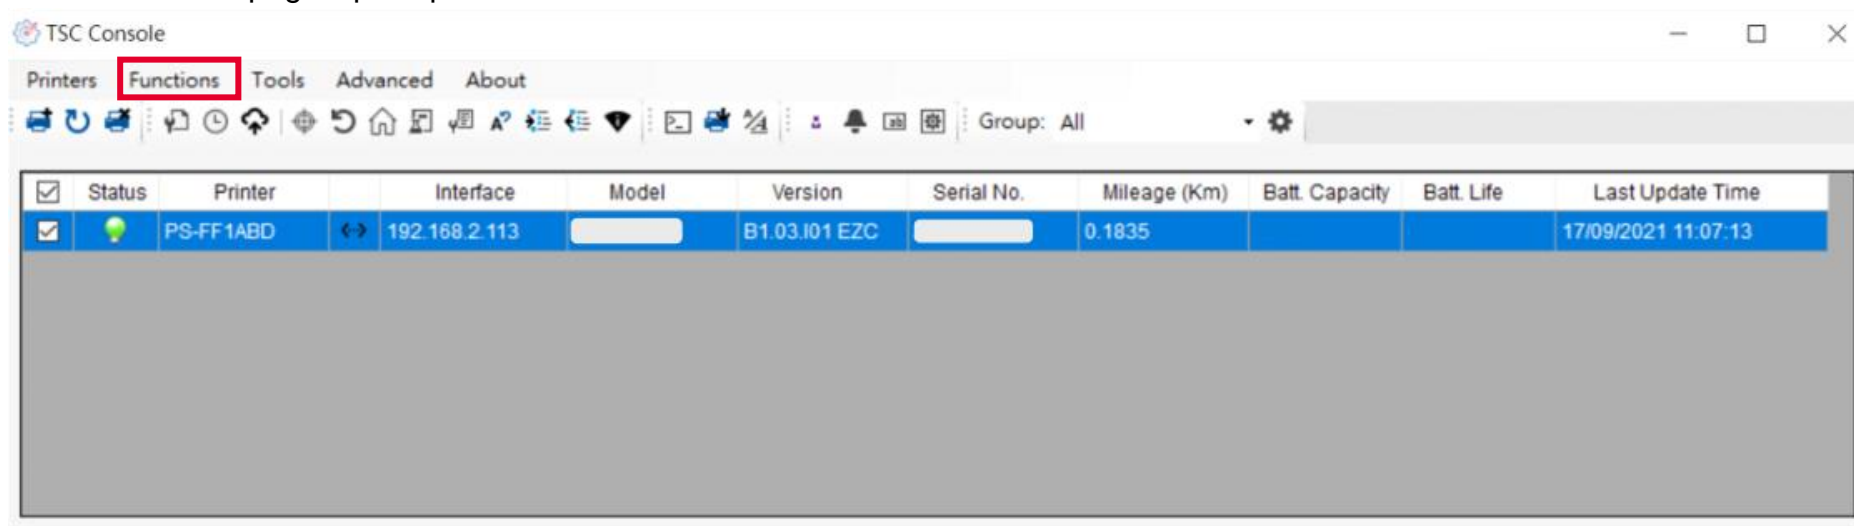 TSC Console
Printers Functions Tools Advanced About
Group: All
Status Printer Interface Model Version Serial No. Mileage (Km) Batt. Capacity Batt. Life Last Update Time
PS-FF1ABD 192.168.2.113 B1.03.I01 EZC 0.1835 17/09/2021 11:07:13